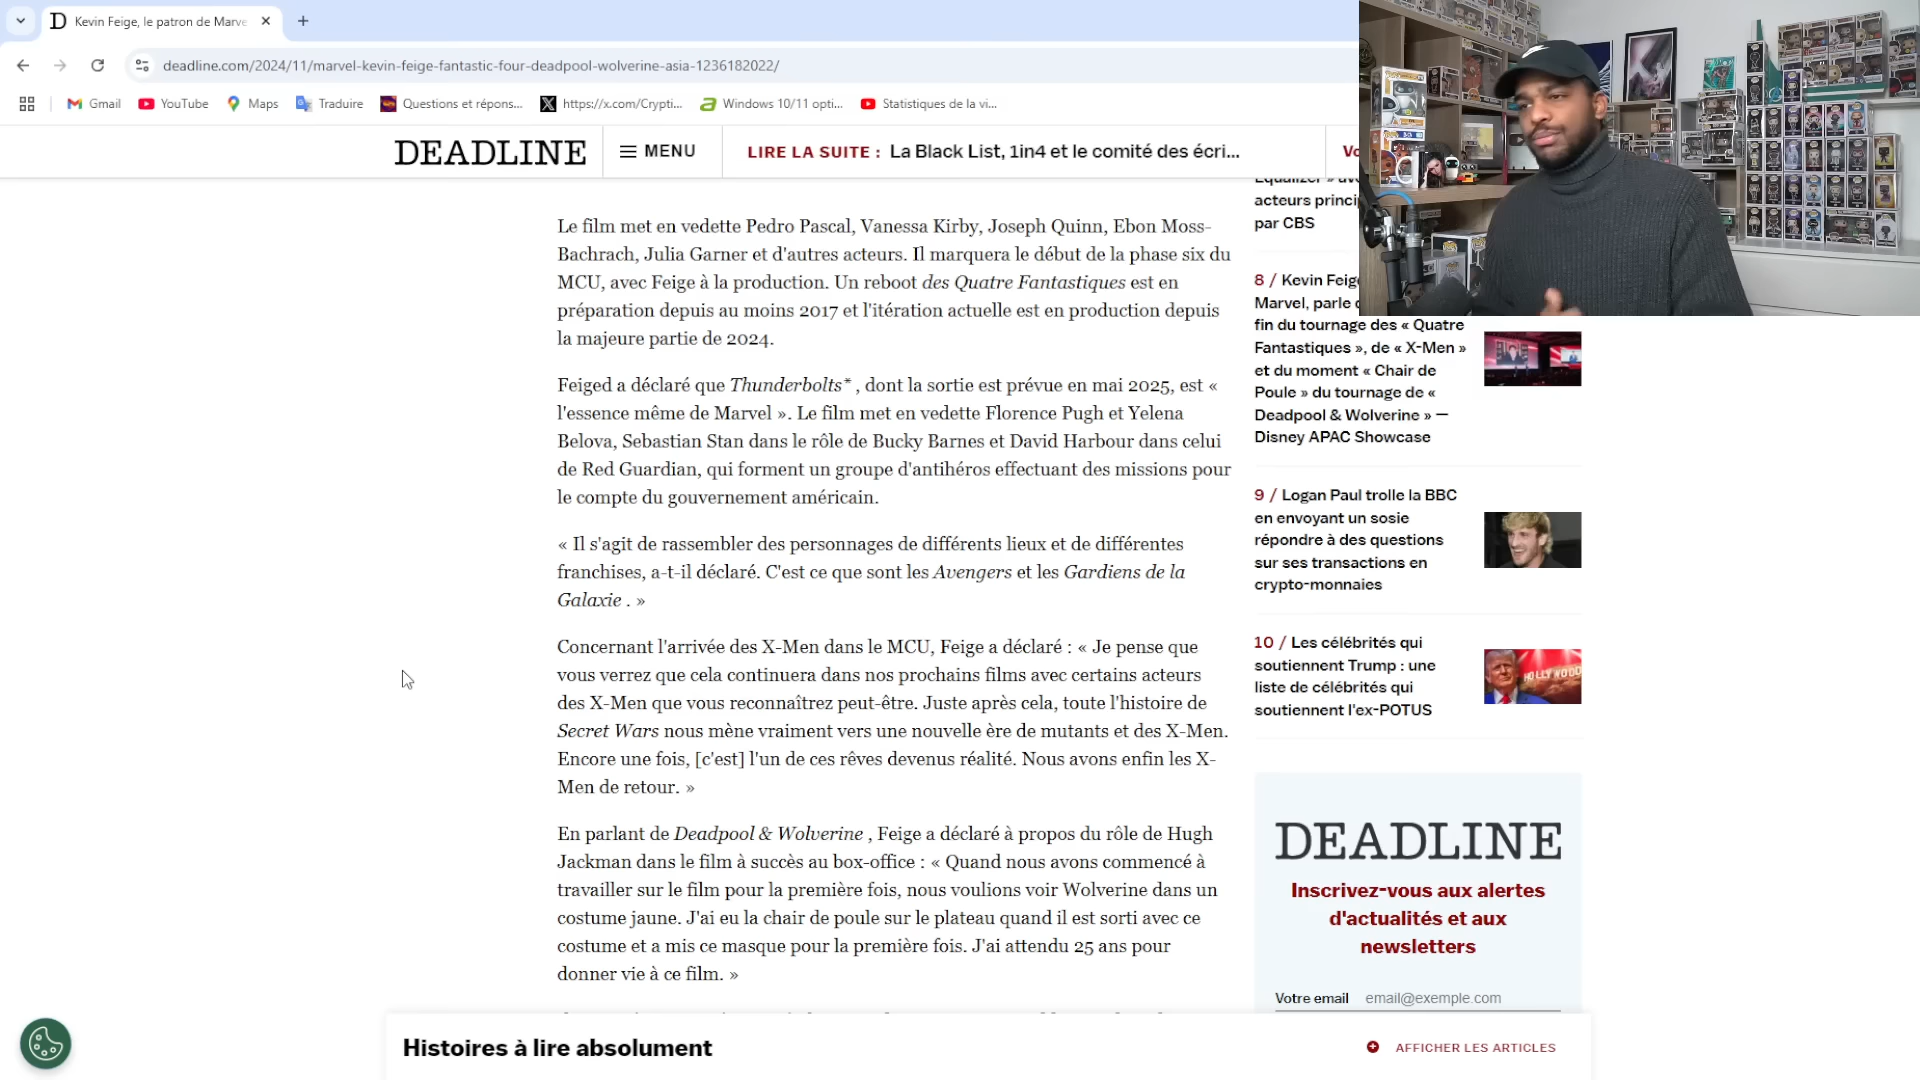 Kevin Feige, le patron de Marve
deadline.com/2024/11/marvel-kevin-feige-fantastic-four-deadpool-wolverine-asia-1236182022/
Gmail
YouTube
Maps
Traduire
Questions et répons...
https://x.com/Crypti...
Windows 10/11 opti...
Statistiques de la vi...
DEADLINE
MENU
LIRE LA SUITE : La Black List, 1in4 et le comité des écri...
Le film met en vedette Pedro Pascal, Vanessa Kirby, Joseph Quinn, Ebon Moss-
Bachrach, Julia Garner et d'autres acteurs. Il marquera le début de la phase six du
MCU, avec Feige à la production. Un reboot des Quatre Fantastiques est en
préparation depuis au moins 2017 et l'itération actuelle est en production depuis
la majeure partie de 2024.
Feiged a déclaré que Thunderbolts* , dont la sortie est prévue en mai 2025, est «
l'essence même de Marvel ». Le film met en vedette Florence Pugh et Yelena
Belova, Sebastian Stan dans le rôle de Bucky Barnes et David Harbour dans celui
de Red Guardian, qui forment un groupe d'antihéros effectuant des missions pour
le compte du gouvernement américain.
« Il s'agit de rassembler des personnages de différents lieux et de différentes
franchises, a-t-il déclaré. C'est ce que sont les Avengers et les Gardiens de la
Galaxie . »
Concernant l'arrivée des X-Men dans le MCU, Feige a déclaré : « Je pense que
vous verrez que cela continuera dans nos prochains films avec certains acteurs
des X-Men que vous reconnaîtrez peut-être. Juste après cela, toute l'histoire de
Secret Wars nous mène vraiment vers une nouvelle ère de mutants et des X-Men.
Encore une fois, [c'est] l'un de ces rêves devenus réalité. Nous avons enfin les X-
Men de retour. »
En parlant de Deadpool & Wolverine , Feige a déclaré à propos du rôle de Hugh
Jackman dans le film à succès au box-office : « Quand nous avons commencé à
travailler sur le film pour la première fois, nous voulions voir Wolverine dans un
costume jaune. J'ai eu la chair de poule sur le plateau quand il est sorti avec ce
costume et a mis ce masque pour la première fois. J'ai attendu 25 ans pour
donner vie à ce film. »
acteurs princi
par CBS
8 / Kevin Feig
Marvel, parle
fin du tournage des « Quatre
Fantastiques », de « X-Men »
et du moment « Chair de
Poule » du tournage de «
Deadpool & Wolverine » —
Disney APAC Showcase
9 / Logan Paul trolle la BBC
en envoyant un sosie
répondre à des questions
sur ses transactions en
crypto-monnaies
10 / Les célébrités qui
soutiennent Trump : une
liste de célébrités qui
soutiennent l'ex-POTUS
DEADLINE
Inscrivez-vous aux alertes
d'actualités et aux
newsletters
Votre email email@exemple.com
Histoires à lire absolument
AFFICHER LES ARTICLES